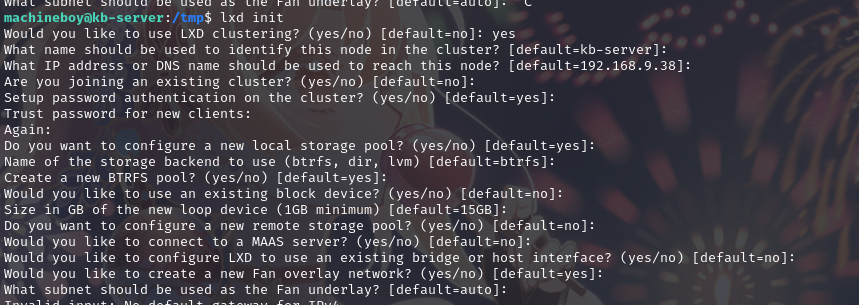 What subnet should be used as the Fan underlay? [default=auto]: ^C
machineboy@kb-server:/tmp$ lxd init
Would you like to use LXD clustering? (yes/no) [default=no]: yes
What name should be used to identify this node in the cluster? [default=kb-server]:
What IP address or DNS name should be used to reach this node? [default=192.168.9.38]:
Are you joining an existing cluster? (yes/no) [default=no]:
Setup password authentication on the cluster? (yes/no) [default=yes]:
Trust password for new clients:
Again:
Do you want to configure a new local storage pool? (yes/no) [default=yes]:
Name of the storage backend to use (btrfs, dir, lvm) [default=btrfs]:
Create a new BTRFS pool? (yes/no) [default=yes]:
Would you like to use an existing block device? (yes/no) [default=no]:
Size in GB of the new loop device (1GB minimum) [default=15GB]:
Do you want to configure a new remote storage pool? (yes/no) [default=no]:
Would you like to connect to a MAAS server? (yes/no) [default=no]:
Would you like to configure LXD to use an existing bridge or host interface? (yes/no) [default=no]:
Would you like to create a new Fan overlay network? (yes/no) [default=yes]:
What subnet should be used as the Fan underlay? [default=auto]:
Invalid input: No default gateway for IPv4